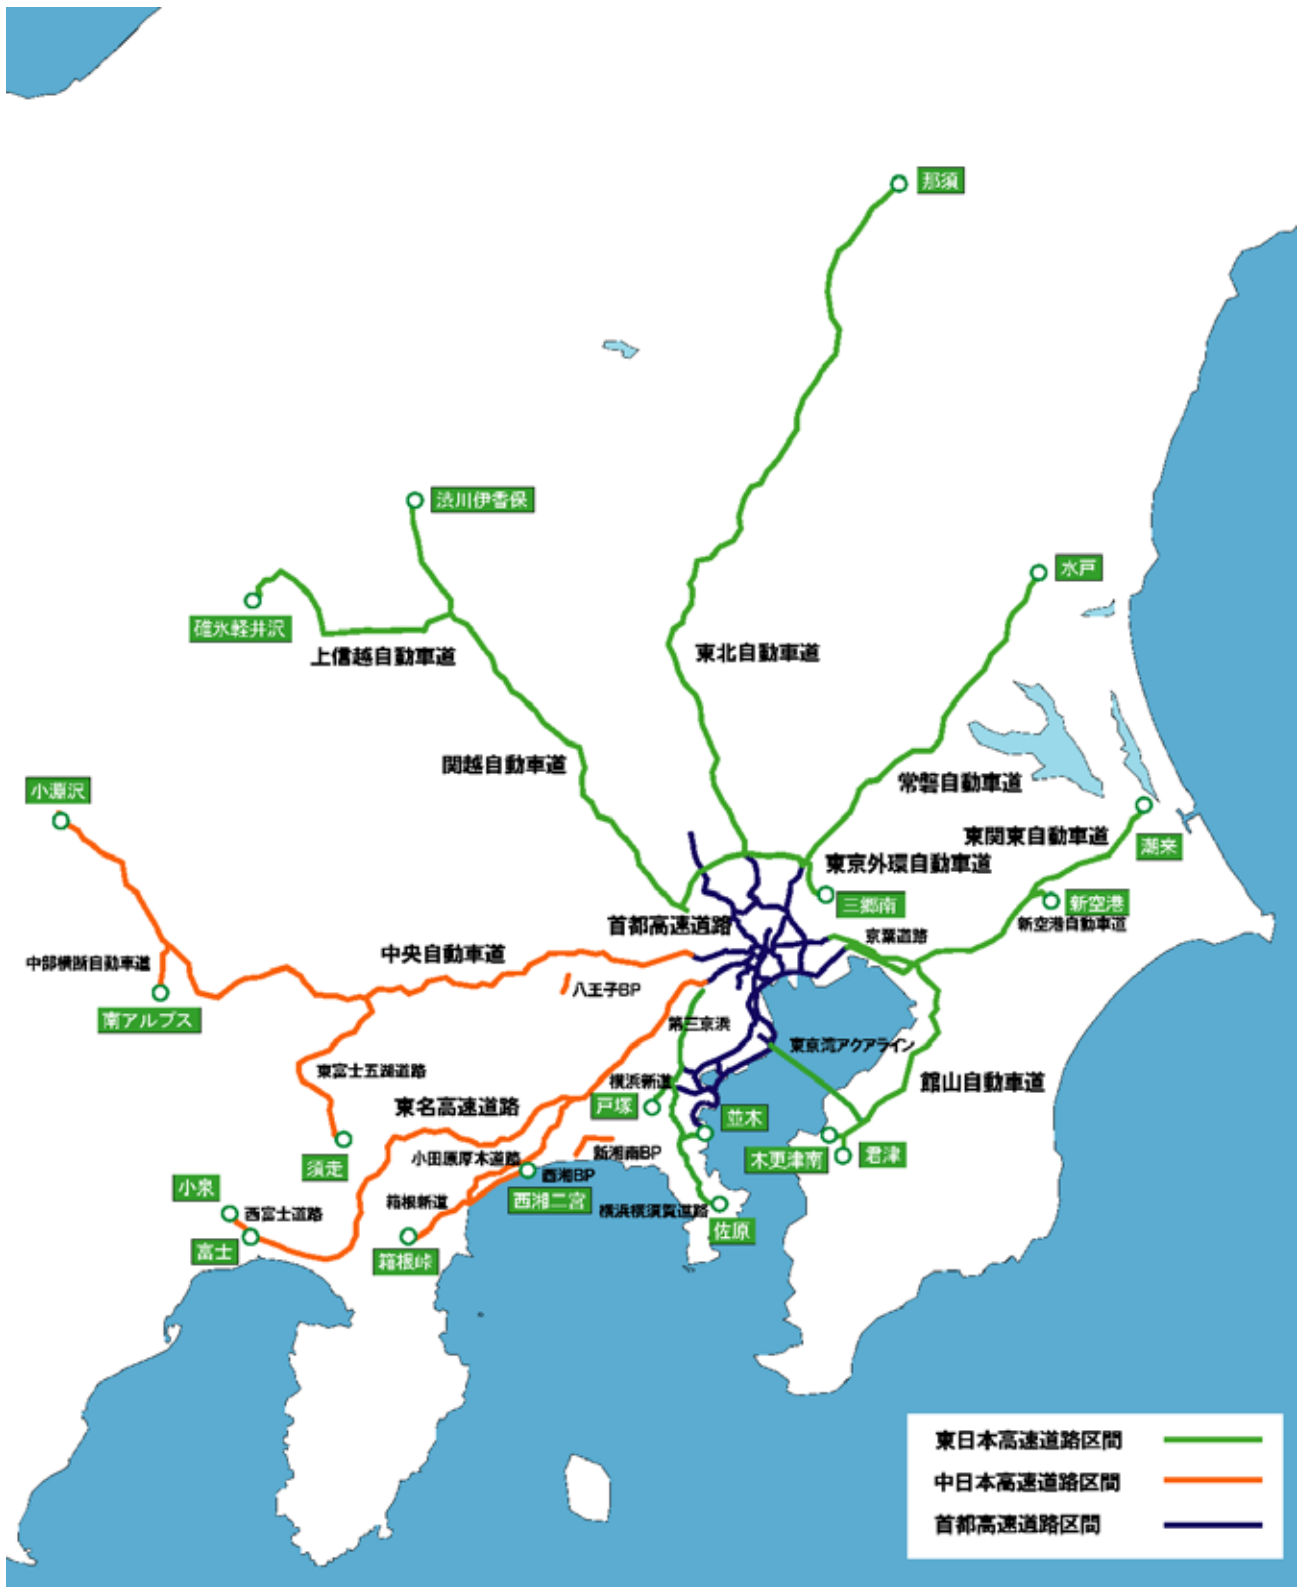 那須
渋川伊香保
水戸
碓氷軽井沢
上信越自動車道
東北自動車道
関越自動車道
常磐自動車道
小淵沢
東関東自動車道
潮来
東京外環自動車道
三郷南
新空港
新空港自動車道
首都高速道路
京葉道路
中央自動車道
中部横断自動車道
八王子BP
南アルプス
第三京浜
東京湾アクアライン
東富士五湖道路
横浜新道
館山自動車道
東名高速道路
戸塚
並木
須走
小田原厚木道路
新湘南BP
木更津南
君津
西湘BP
小泉
箱根新道
西湘二宮
西富士道路
横浜横須賀道路
佐原
富士
箱根峠
東日本高速道路区間
中日本高速道路区間
首都高速道路区間